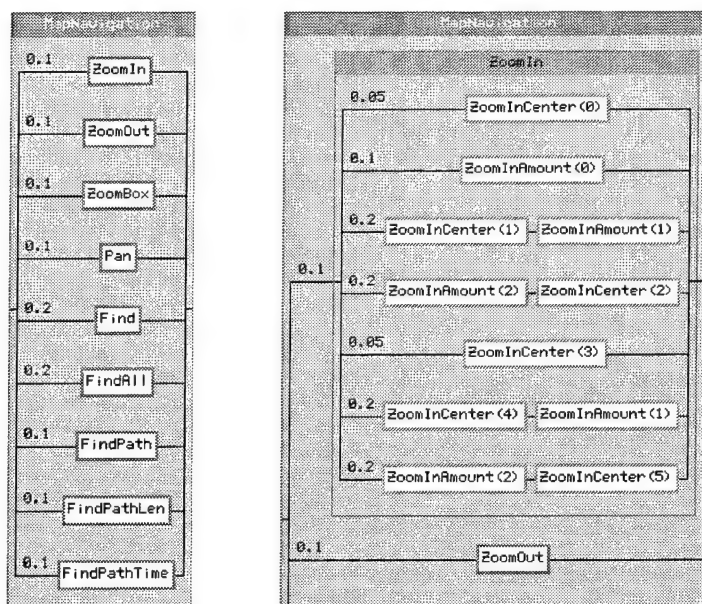 MapNavigation
0.1
ZoomIn
0.1
ZoomOut
0.1
ZoomBox
0.1
Pan
0.2
Find
0.2
FindAll
0.1
FindPath
0.1
FindPathLen
0.1
FindPathTime
MapNavigation
ZoomIn
0.05
ZoomInCenter(0)
0.1
ZoomInAmount(0)
0.2
ZoomInCenter(1) ZoomInAmount(1)
0.1
0.2
ZoomInAmount(2) ZoomInCenter(2)
0.05
ZoomInCenter(3)
0.2
ZoomInCenter(4) ZoomInAmount(1)
0.2
ZoomInAmount(2) ZoomInCenter(5)
0.1
ZoomOut